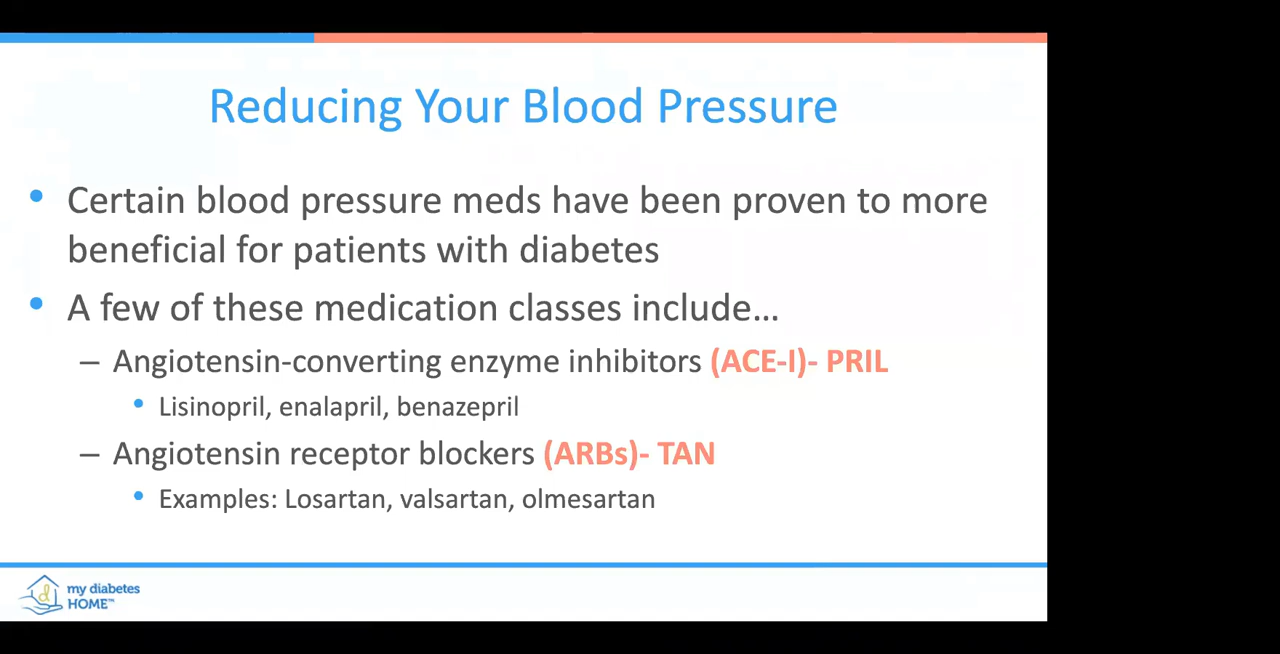 Reducing Your Blood Pressure
• Certain blood pressure meds have been proven to more
beneficial for patients with diabetes
• A few of these medication classes include...
– Angiotensin-converting enzyme inhibitors (ACE-I)- PRIL
• Lisinopril, enalapril, benazepril
– Angiotensin receptor blockers (ARBs)- TAN
• Examples: Losartan, valsartan, olmesartan
my diabetes
HOME™